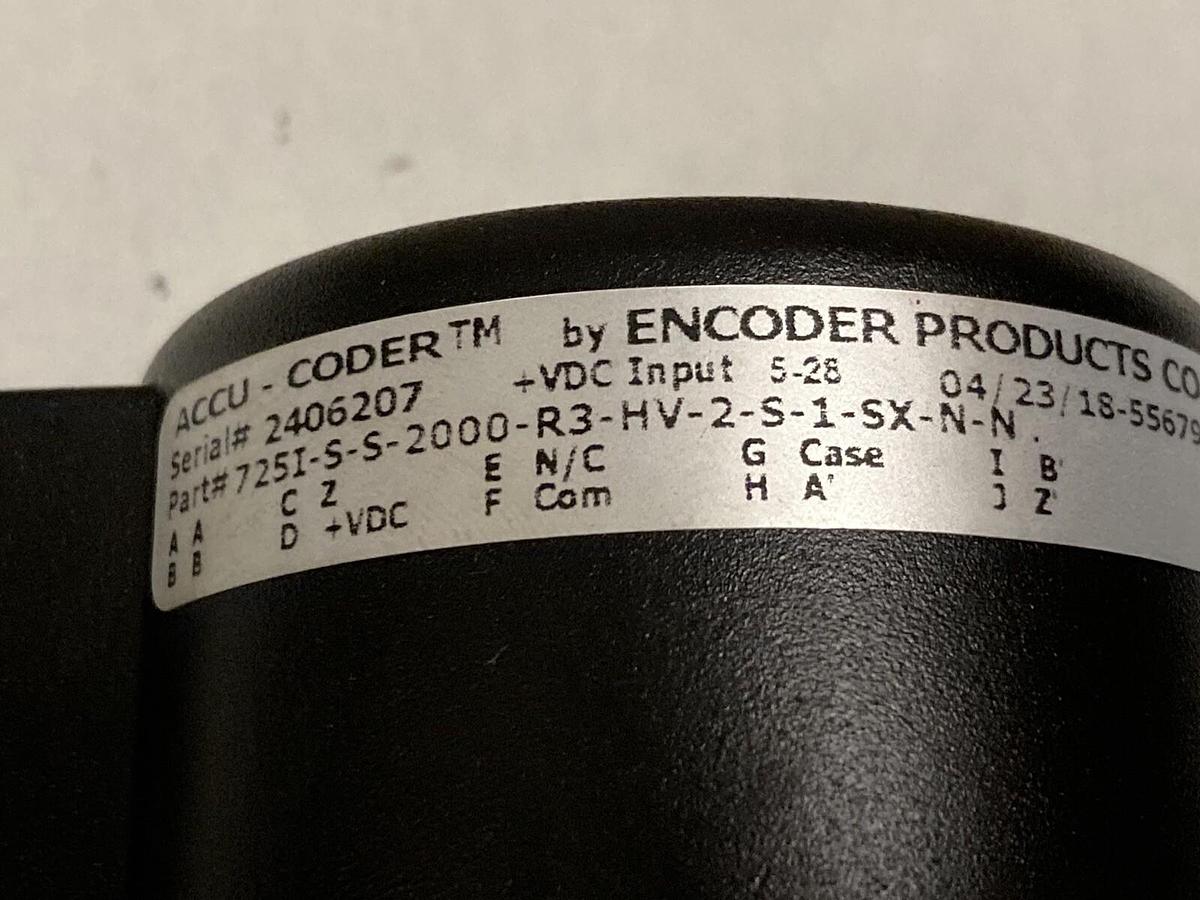 ACCU - CODER™ by ENCODER PRODUCTS CO
Serial# 2406207 +VDC Input 5-28 04/23/18-55679
Part# 725I-S-S-2000-R3-HV-2-S-1-SX-N-N .
A A C Z E N/C G Case I B'
B B D +VDC F Com H A' J Z'